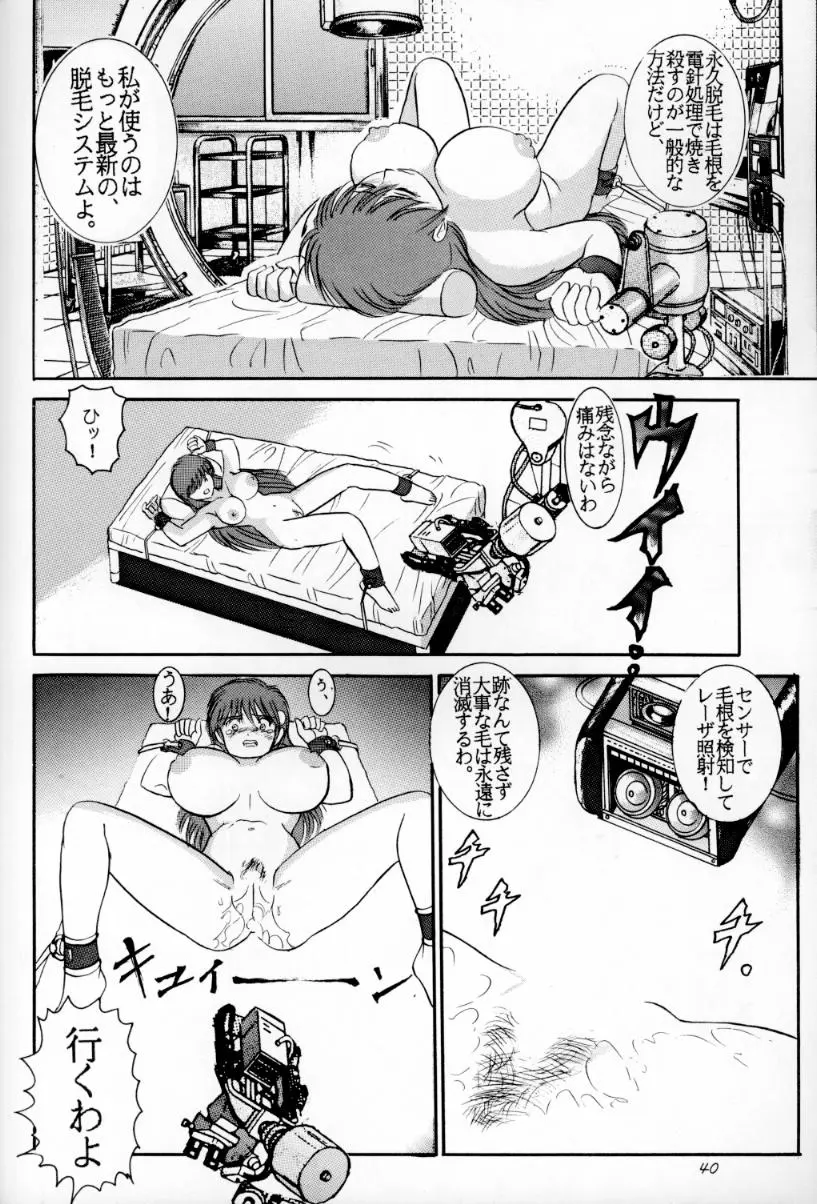 永久脱毛は毛根を
電針処理で焼き
殺すのが一般的な
方法だけど、
私が使うのは
もっと最新の、
脱毛システムよ。
残念ながら
痛みはないわ
ウイイイ…
ヒッ!
センサーで
毛根を検知して
レーザ照射!
跡なんて残さず
大事な毛は永遠に
消滅するわ。
チ
チ
チ。
う、
うあ!
キュイーーン
行くわよ
40